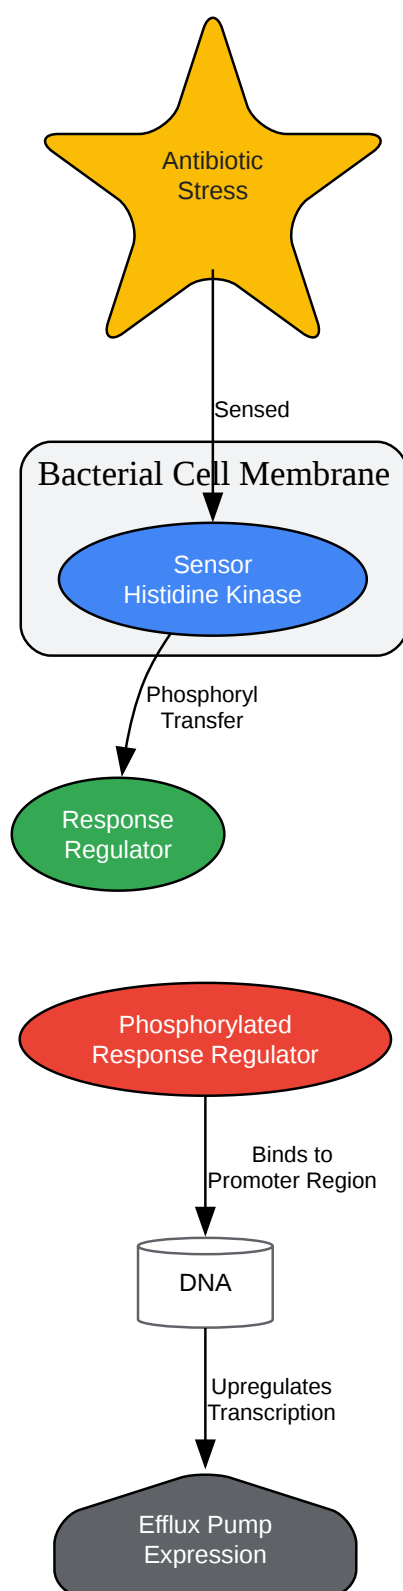 Antibiotic
Stress
Sensed
Bacterial Cell Membrane
Sensor
Histidine Kinase
Phosphoryl
Transfer
Response
Regulator
Phosphorylated
Response Regulator
Binds to
Promoter Region
DNA
Upregulates
Transcription
Efflux Pump
Expression